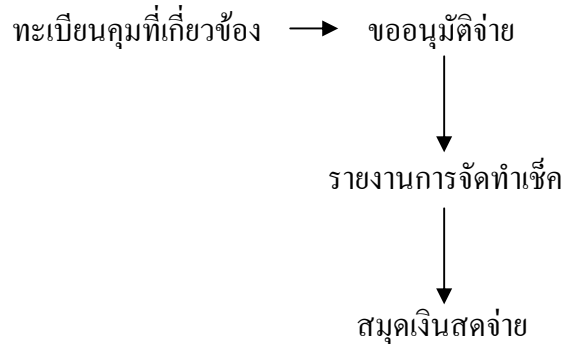 ทะเบียนคุมที่เกี่ยวข้อง ขออนุมัติจ่าย
รายงานการจัดทำเช็ค
สมุดเงินสดจ่าย